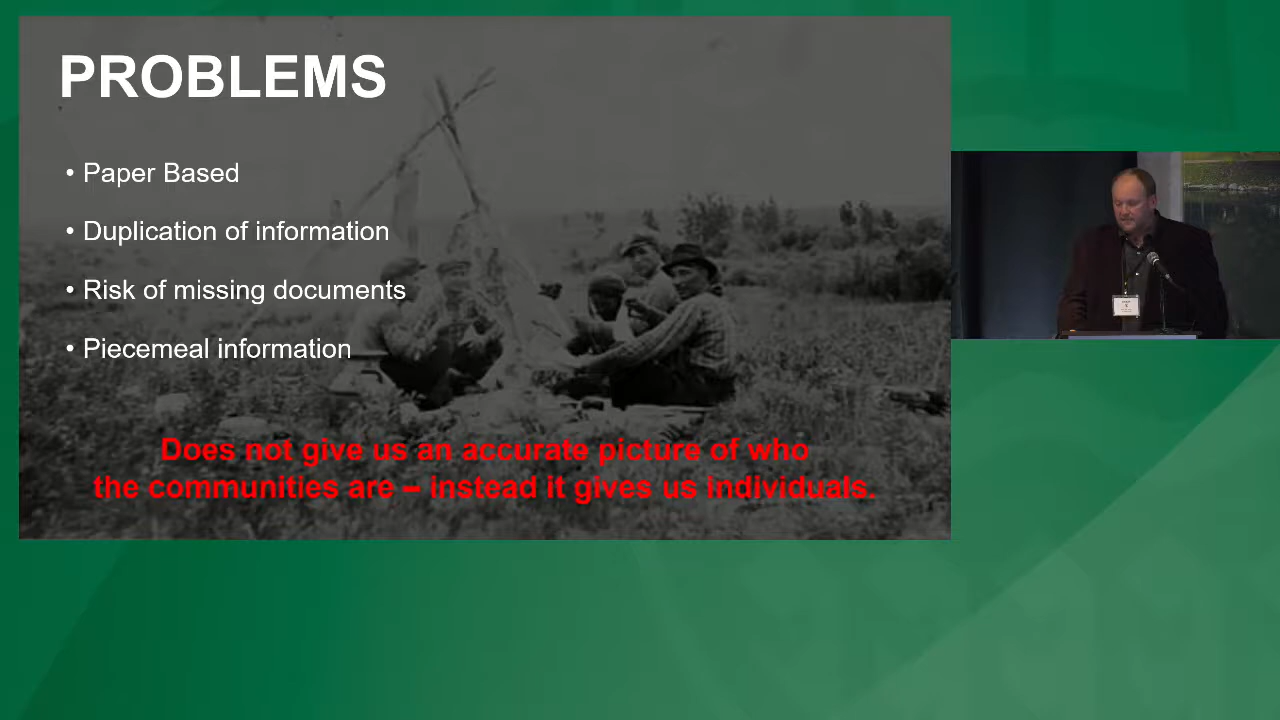 PROBLEMS
• Paper Based
• Duplication of information
• Risk of missing documents
• Piecemeal information
Does not give us an accurate picture of who
the communities are – instead it gives us individuals.